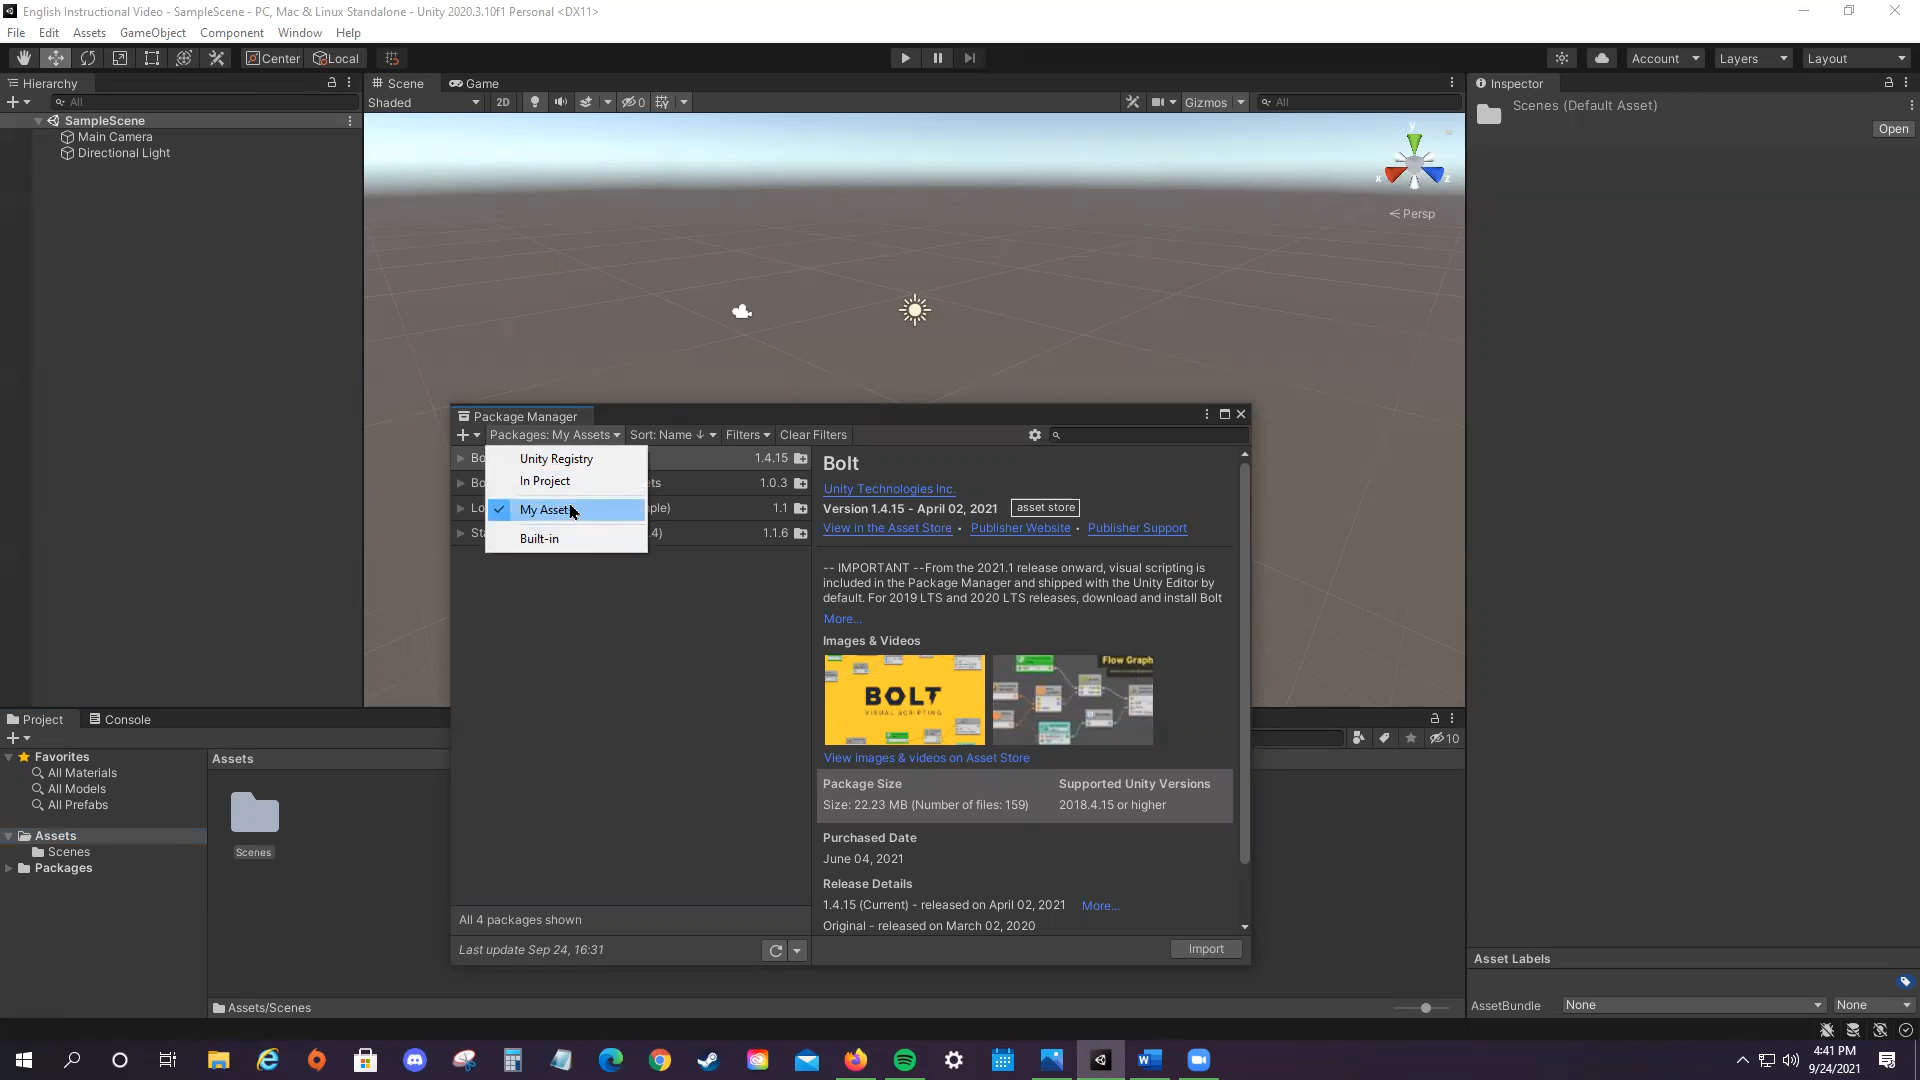 English Instructional Video - SampleScene - PC, Mac & Linux Standalone - Unity 2020.3.10f1 Personal <DX11>
File Edit Assets GameObject Component Window Help
Center Local
Account Layers Layout
Hierarchy
All
SampleScene
Main Camera
Directional Light
Scene Game
Shaded 2D 0 Gizmos All
y
x z
Persp
Inspector
Scenes (Default Asset)
Open
Package Manager
Packages: My Assets Sort: Name ↓ Filters Clear Filters
Bo 1.4.15
Bo ets 1.0.3
Lo ple) 1.1
Sta .4) 1.1.6
Unity Registry
In Project
My Asset
Built-in
All 4 packages shown
Last update Sep 24, 16:31
Bolt
Unity Technologies Inc.
Version 1.4.15 - April 02, 2021 asset store
View in the Asset Store • Publisher Website • Publisher Support
-- IMPORTANT --From the 2021.1 release onward, visual scripting is
included in the Package Manager and shipped with the Unity Editor by
default. For 2019 LTS and 2020 LTS releases, download and install Bolt
More...
Images & Videos
BOLT
VISUAL SCRIPTING
Flow Graph
View images & videos on Asset Store
Package Size Supported Unity Versions
Size: 22.23 MB (Number of files: 159) 2018.4.15 or higher
Purchased Date
June 04, 2021
Release Details
1.4.15 (Current) - released on April 02, 2021 More...
Original - released on March 02, 2020
Import
Project Console
10
Favorites
All Materials
All Models
All Prefabs
Assets
Scenes
Packages
Assets
Scenes
Assets/Scenes
Asset Labels
AssetBundle None None
4:41 PM
9/24/2021